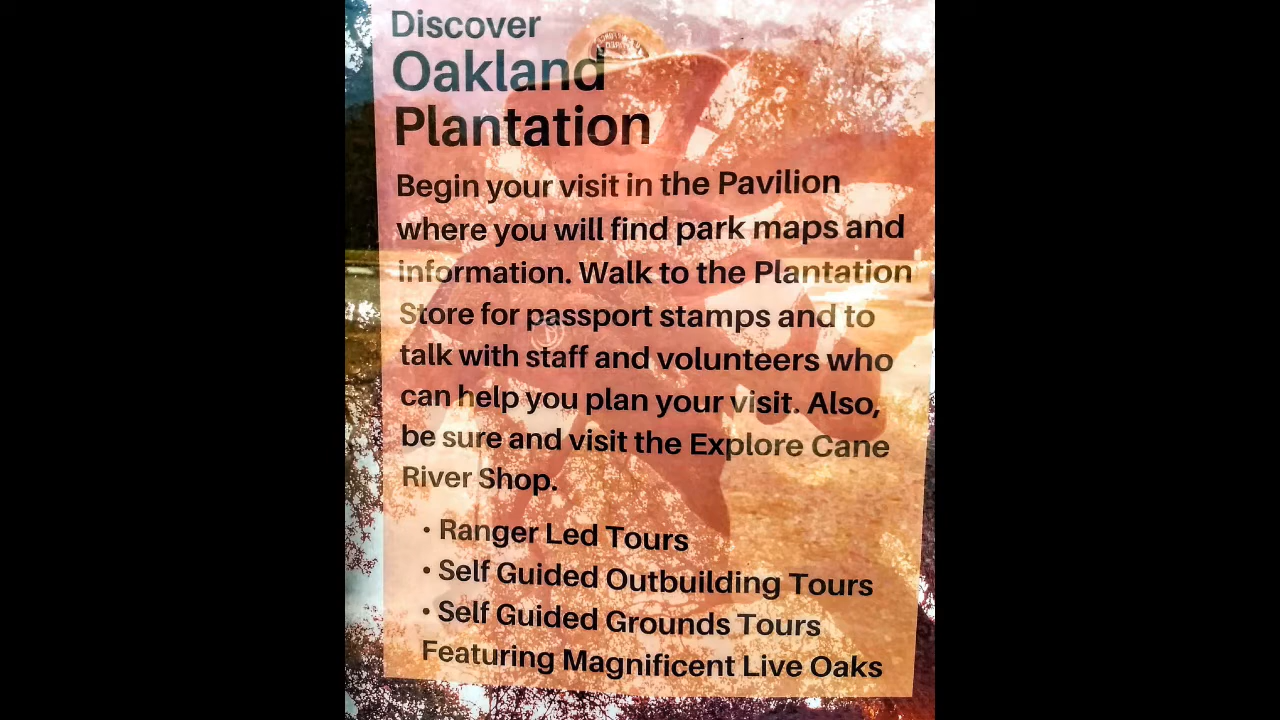 Discover
Oakland
Plantation
Begin your visit in the Pavilion
where you will find park maps and
information. Walk to the Plantation
Store for passport stamps and to
talk with staff and volunteers who
can help you plan your visit. Also,
be sure and visit the Explore Cane
River Shop.
• Ranger Led Tours
• Self Guided Outbuilding Tours
• Self Guided Grounds Tours
Featuring Magnificent Live Oaks